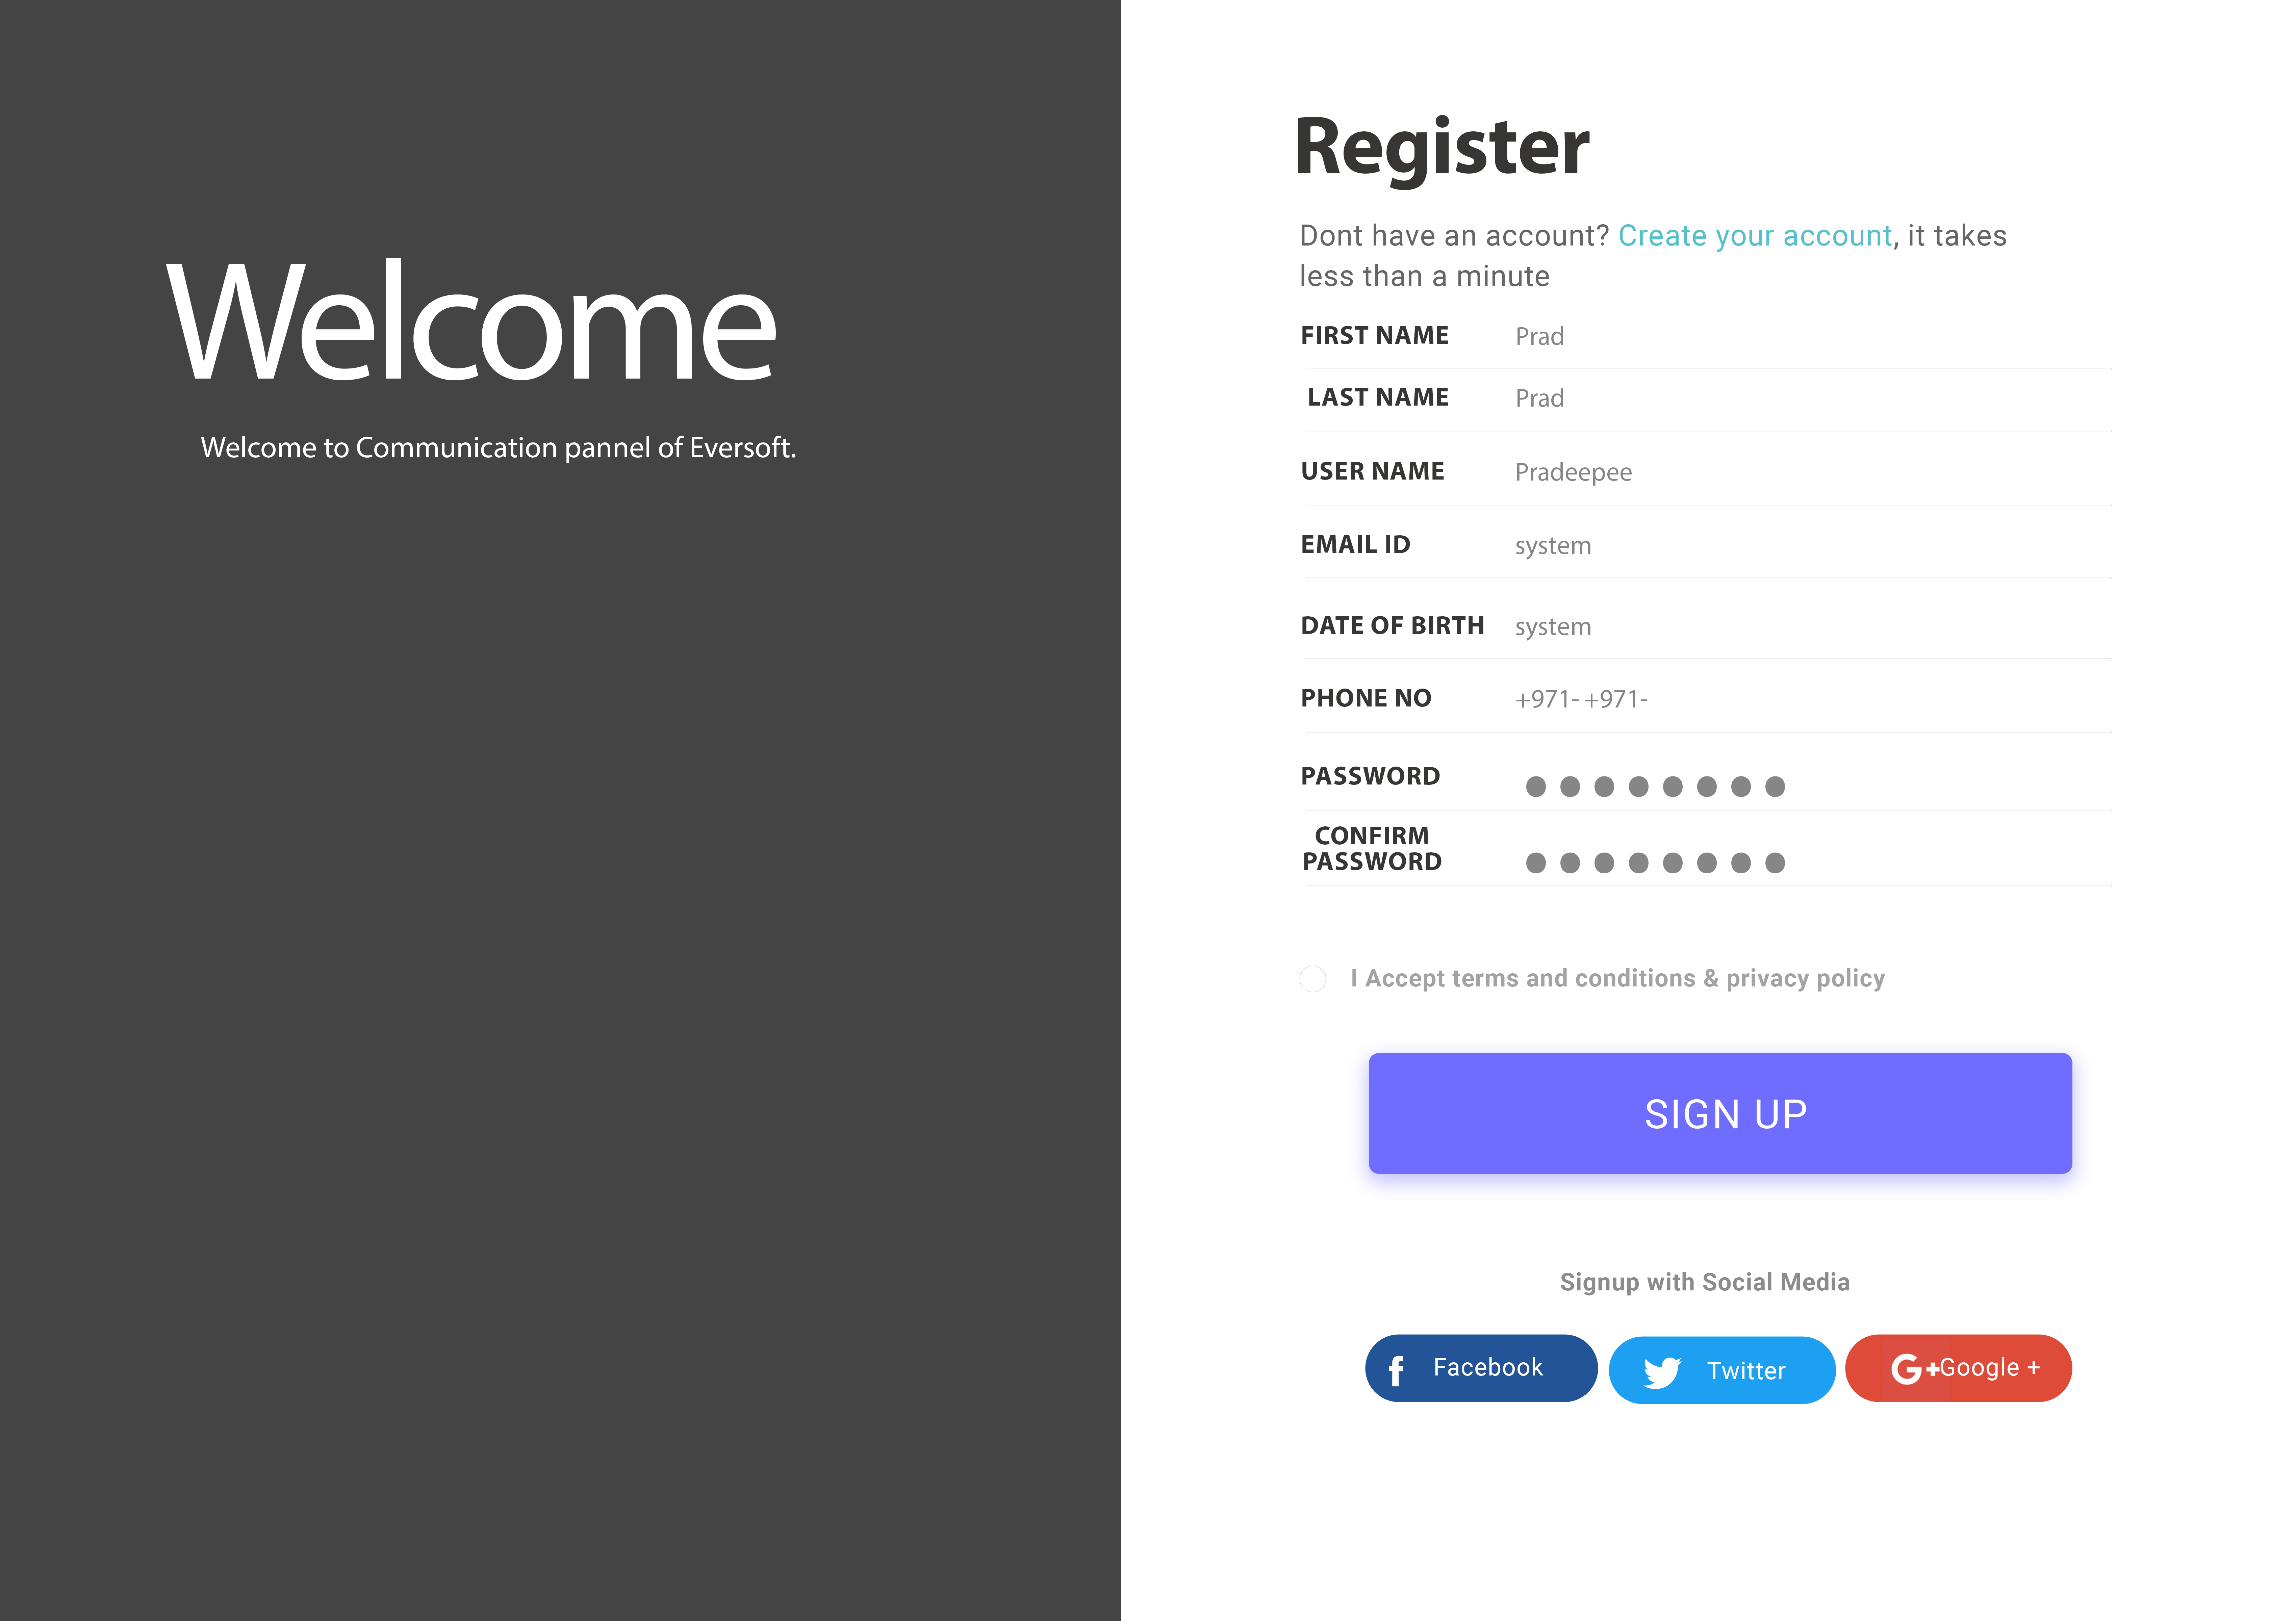 Welcome
Welcome to Communication pannel of Eversoft.
Register
Dont have an account? Create your account, it takes
less than a minute
FIRST NAME Prad
LAST NAME Prad
USER NAME Pradeepee
EMAIL ID system
DATE OF BIRTH system
PHONE NO +971- +971-
PASSWORD
CONFIRM
PASSWORD
I Accept terms and conditions & privacy policy
SIGN UP
Signup with Social Media
f Facebook
Twitter
G+ Google +